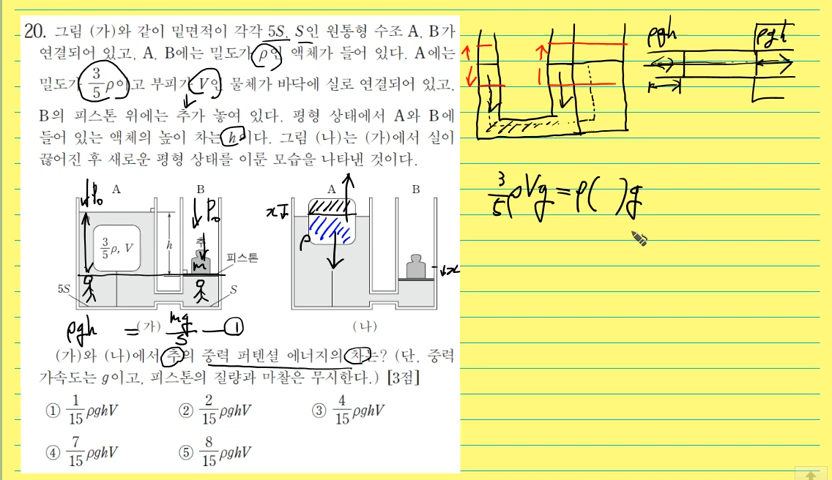 20. 그림 (가)와 같이 밑면적이 각각 5S, S인 원통형 수조 A, B가
연결되어 있고, A, B에는 밀도가 ρ인 액체가 들어 있다. A에는
밀도가 3/5 ρ이고 부피가 V인 물체가 바닥에 실로 연결되어 있고,
B의 피스톤 위에는 추가 놓여 있다. 평형 상태에서 A와 B에
들어 있는 액체의 높이 차는 h이다. 그림 (나)는 (가)에서 실이
끊어진 후 새로운 평형 상태를 이룬 모습을 나타낸 것이다.
A B A B
P₀ P₀
추
m
h
3/5 ρ, V
피스톤
5S S
x ρ x
(가) (나)
ρgh = mg/S ─ ①
(가)와 (나)에서 추의 중력 퍼텐셜 에너지의 차는? (단, 중력
가속도는 g이고, 피스톤의 질량과 마찰은 무시한다.) [3점]
① 1/15 ρghV ② 2/15 ρghV ③ 4/15 ρghV
④ 7/15 ρghV ⑤ 8/15 ρghV
ρgh ρgh
3/5 ρVg = ρ( )g